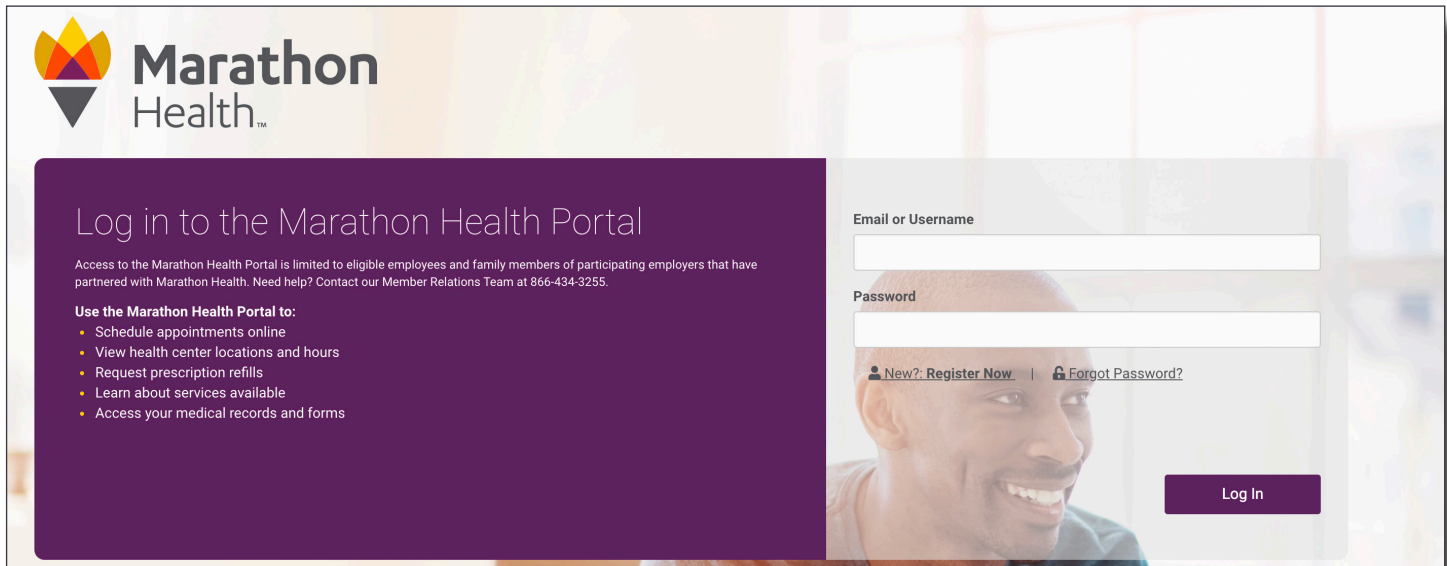 Marathon
Health™
Log in to the Marathon Health Portal
Access to the Marathon Health Portal is limited to eligible employees and family members of participating employers that have
partnered with Marathon Health. Need help? Contact our Member Relations Team at 866-434-3255.
Use the Marathon Health Portal to:
• Schedule appointments online
• View health center locations and hours
• Request prescription refills
• Learn about services available
• Access your medical records and forms
Email or Username
Password
New?: Register Now | Forgot Password?
Log In